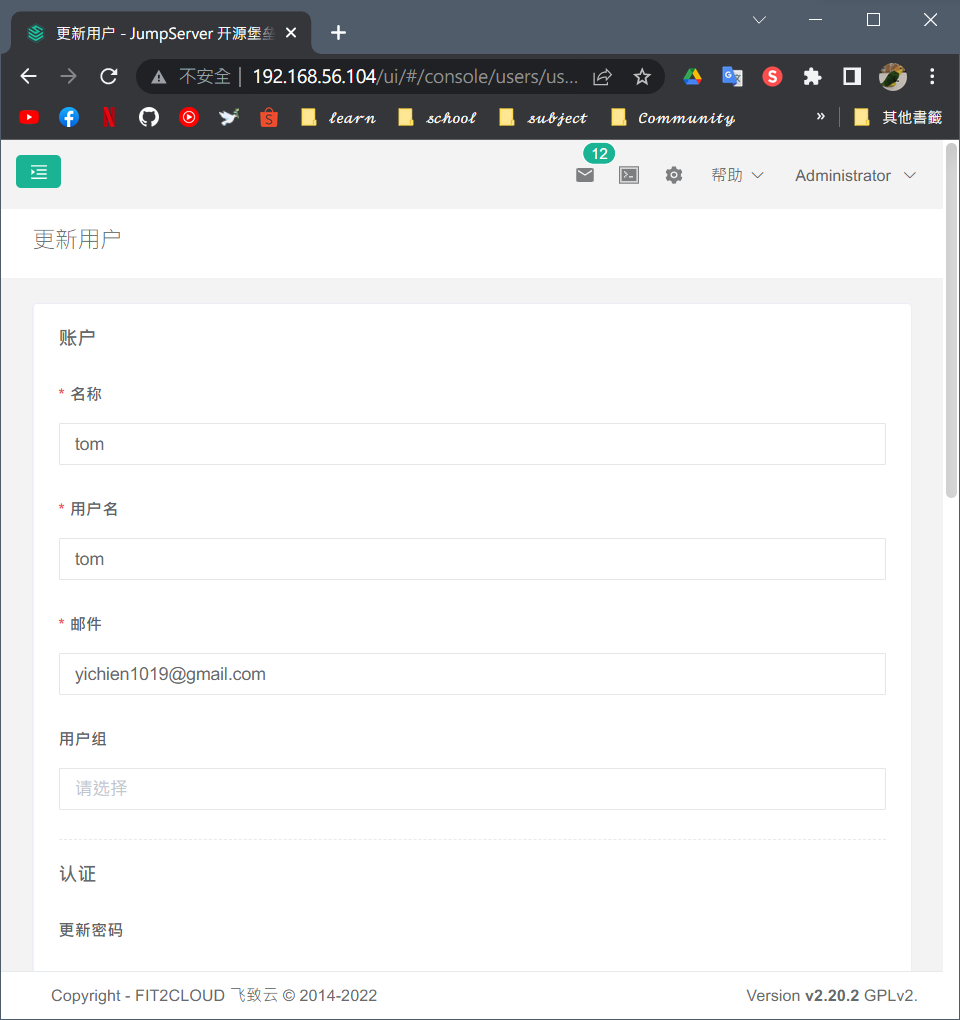 更新用户 - JumpServer 开源堡垒
不安全 | 192.168.56.104/ui/#/console/users/us...
learn school subject Community » 其他書籤
12
帮助 Administrator
更新用户
账户
* 名称
tom
* 用户名
tom
* 邮件
yichien1019@gmail.com
用户组
请选择
认证
更新密码
Copyright - FIT2CLOUD 飞致云 © 2014-2022 Version v2.20.2 GPLv2.